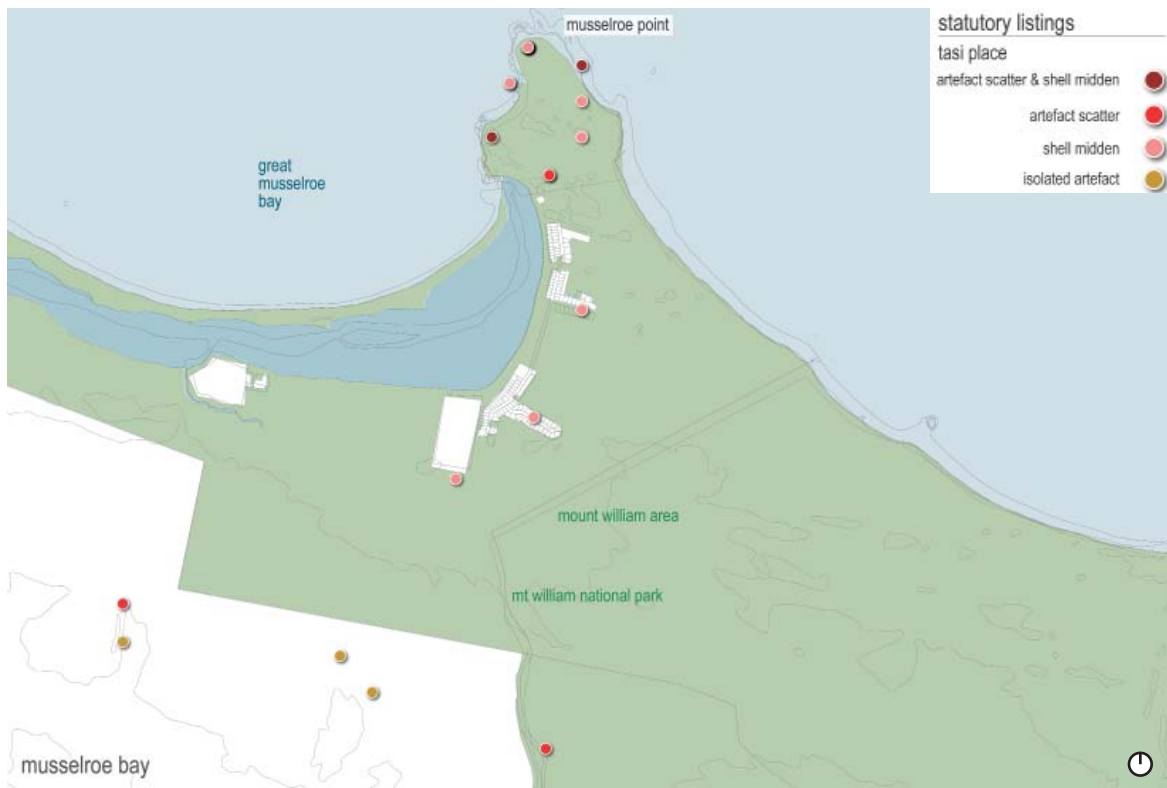 musselroe point
statutory listings
tasi place
artefact scatter & shell midden
artefact scatter
shell midden
isolated artefact
great
musselroe
bay
mount william area
mt william national park
musselroe bay